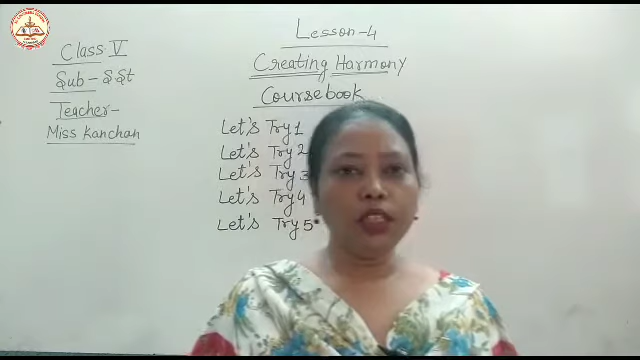 Class V
Sub - SSt
Teacher -
Miss Kanchan
Lesson - 4
Creating Harmony
Coursebook
Let's Try 1
Let's Try 2
Let's Try 3
Let's Try 4
Let's Try 5